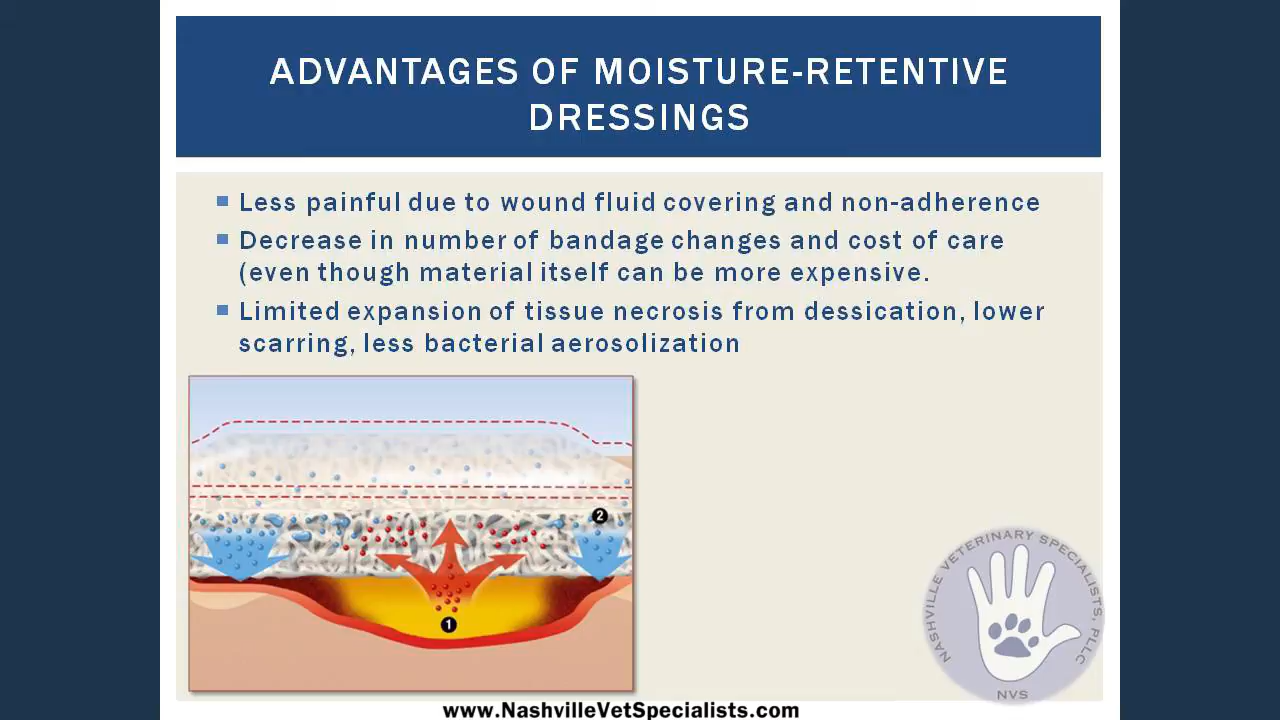 ADVANTAGES OF MOISTURE-RETENTIVE
DRESSINGS
Less painful due to wound fluid covering and non-adherence
Decrease in number of bandage changes and cost of care
(even though material itself can be more expensive.
Limited expansion of tissue necrosis from dessication, lower
scarring, less bacterial aerosolization
2
1
NASHVILLE VETERINARY SPECIALISTS, PLLC
NVS
www.NashvilleVetSpecialists.com